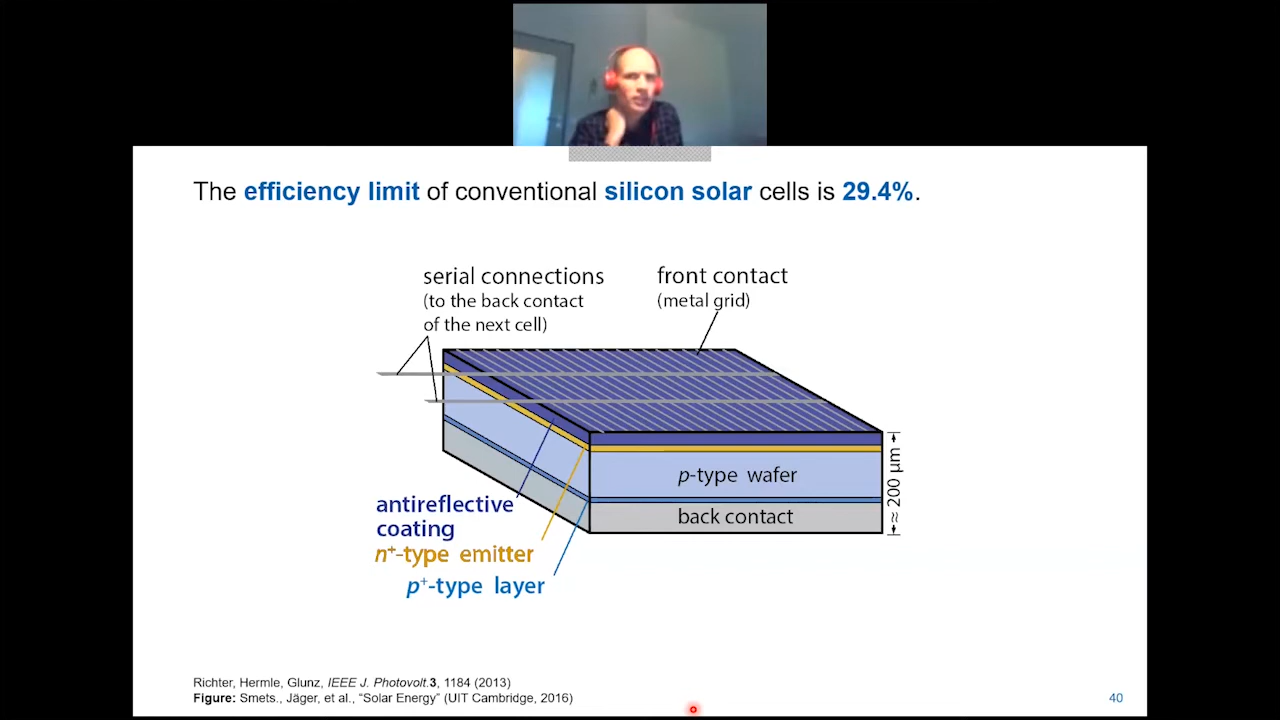 The efficiency limit of conventional silicon solar cells is 29.4%.
serial connections
(to the back contact
of the next cell)
front contact
(metal grid)
p-type wafer
back contact
≈ 200 µm
antireflective
coating
n⁺-type emitter
p⁺-type layer
Richter, Hermle, Glunz, IEEE J. Photovolt.3, 1184 (2013)
Figure: Smets., Jäger, et al., “Solar Energy” (UIT Cambridge, 2016)
40